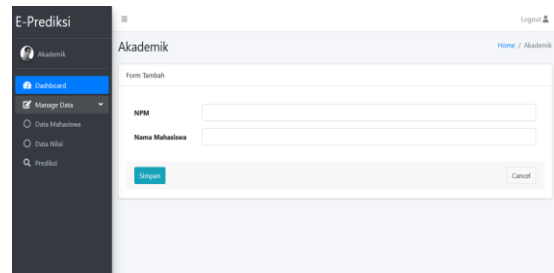 E-Prediksi
Logout
Akademik
Akademik
Home / Akademik
Form Tambah
Dashboard
Manage Data
NPM
Data Mahasiswa
Nama Mahasiswa
Data Nilai
Prediksi
Simpan
Cancel